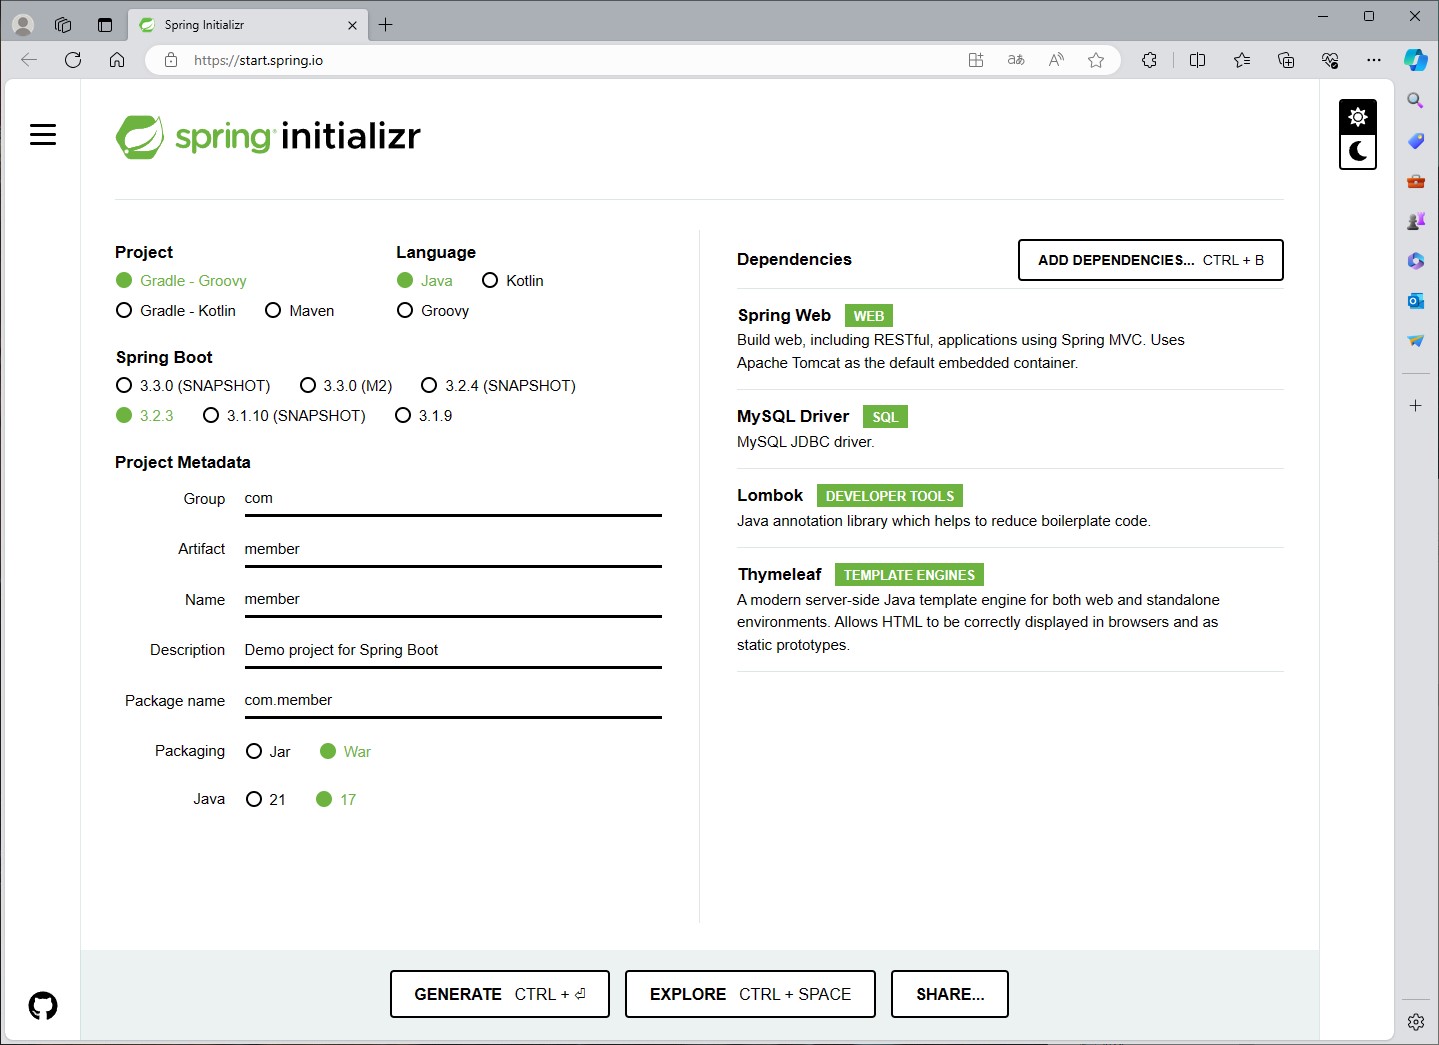 Spring Initializr
https://start.spring.io
spring initializr
Project
Gradle - Groovy
Gradle - Kotlin Maven
Language
Java Kotlin
Groovy
Spring Boot
3.3.0 (SNAPSHOT) 3.3.0 (M2) 3.2.4 (SNAPSHOT)
3.2.3 3.1.10 (SNAPSHOT) 3.1.9
Project Metadata
Group com
Artifact member
Name member
Description Demo project for Spring Boot
Package name com.member
Packaging Jar War
Java 21 17
Dependencies ADD DEPENDENCIES... CTRL + B
Spring Web WEB
Build web, including RESTful, applications using Spring MVC. Uses
Apache Tomcat as the default embedded container.
MySQL Driver SQL
MySQL JDBC driver.
Lombok DEVELOPER TOOLS
Java annotation library which helps to reduce boilerplate code.
Thymeleaf TEMPLATE ENGINES
A modern server-side Java template engine for both web and standalone
environments. Allows HTML to be correctly displayed in browsers and as
static prototypes.
GENERATE CTRL + ⏎ EXPLORE CTRL + SPACE SHARE...